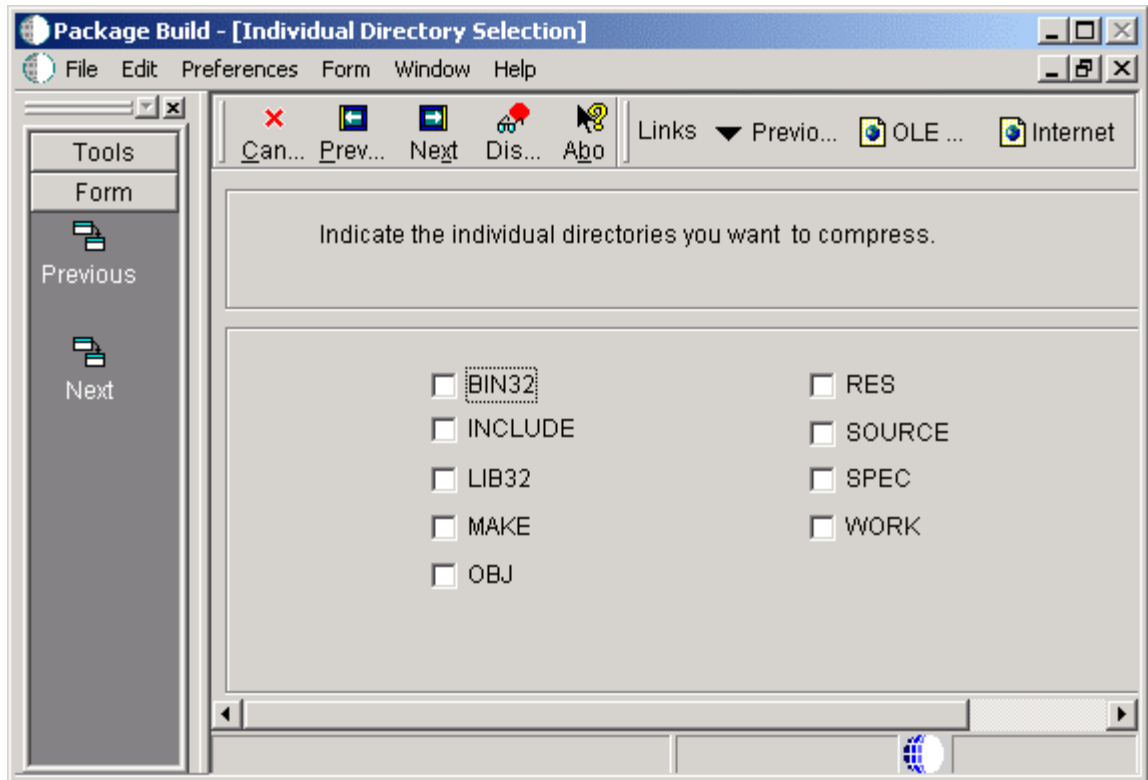 Package Build - [Individual Directory Selection]
File Edit Preferences Form Window Help
Tools
Form
Previous
Next
Can... Prev... Next Dis... Abo Links Previo... OLE ... Internet
Indicate the individual directories you want to compress.
BIN32 RES
INCLUDE SOURCE
LIB32 SPEC
MAKE WORK
OBJ